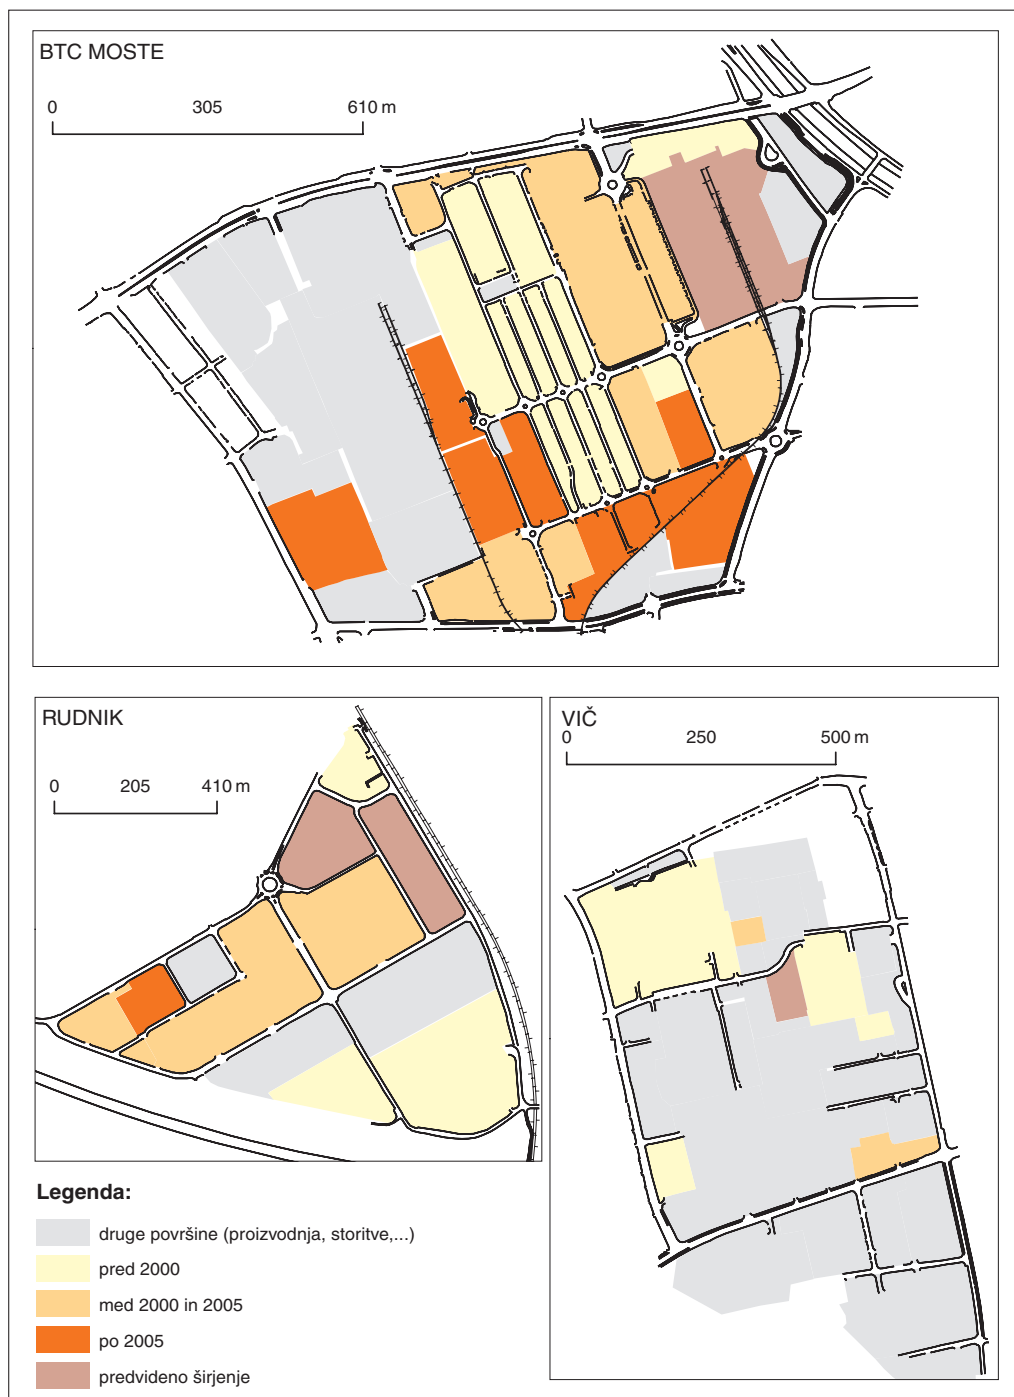 BTC MOSTE
0 305 610 m
RUDNIK
0 205 410 m
VIČ
0 250 500 m
Legenda:
druge površine (proizvodnja, storitve,...)
pred 2000
med 2000 in 2005
po 2005
predvideno širjenje